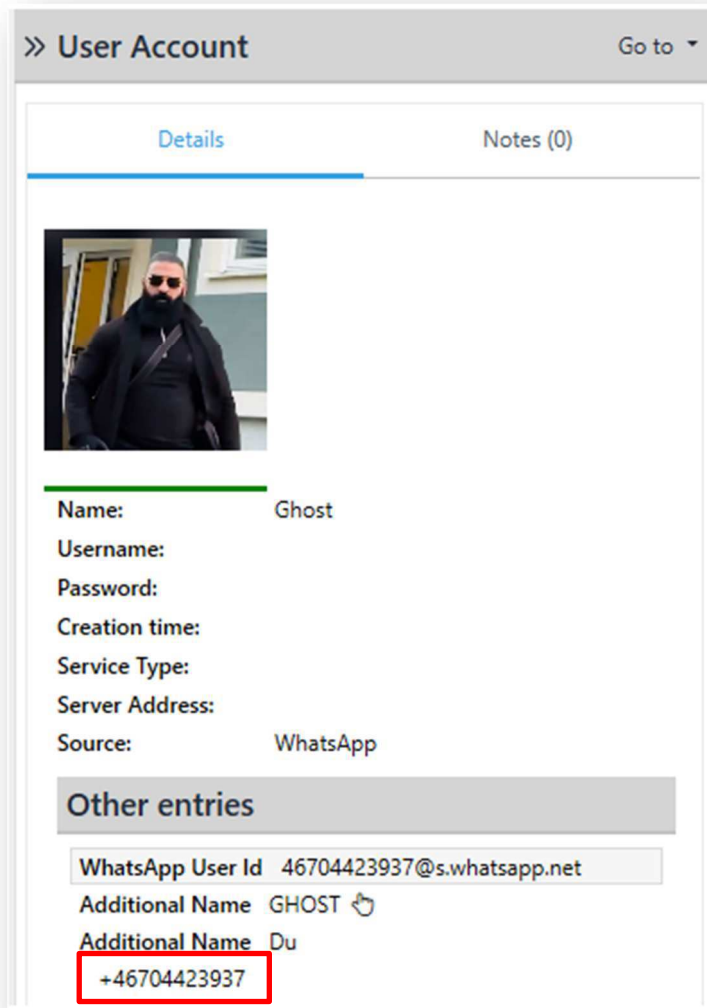 User Account Go to
Details Notes (0)
Name: Ghost
Username:
Password:
Creation time:
Service Type:
Server Address:
Source: WhatsApp
Other entries
WhatsApp User Id 46704423937@s.whatsapp.net
Additional Name GHOST
Additional Name Du
+46704423937